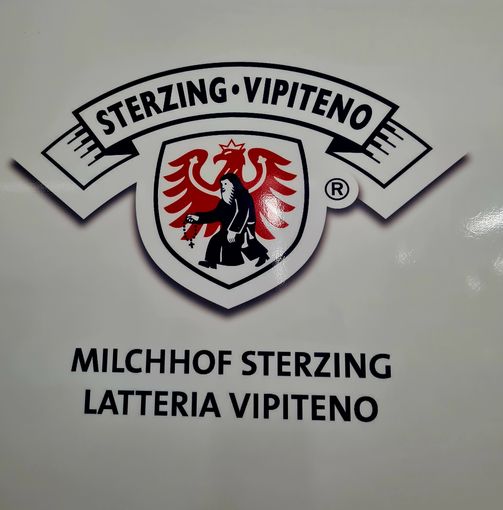 STERZING • VIPITENO
®
MILCHHOF STERZING
LATTERIA VIPITENO